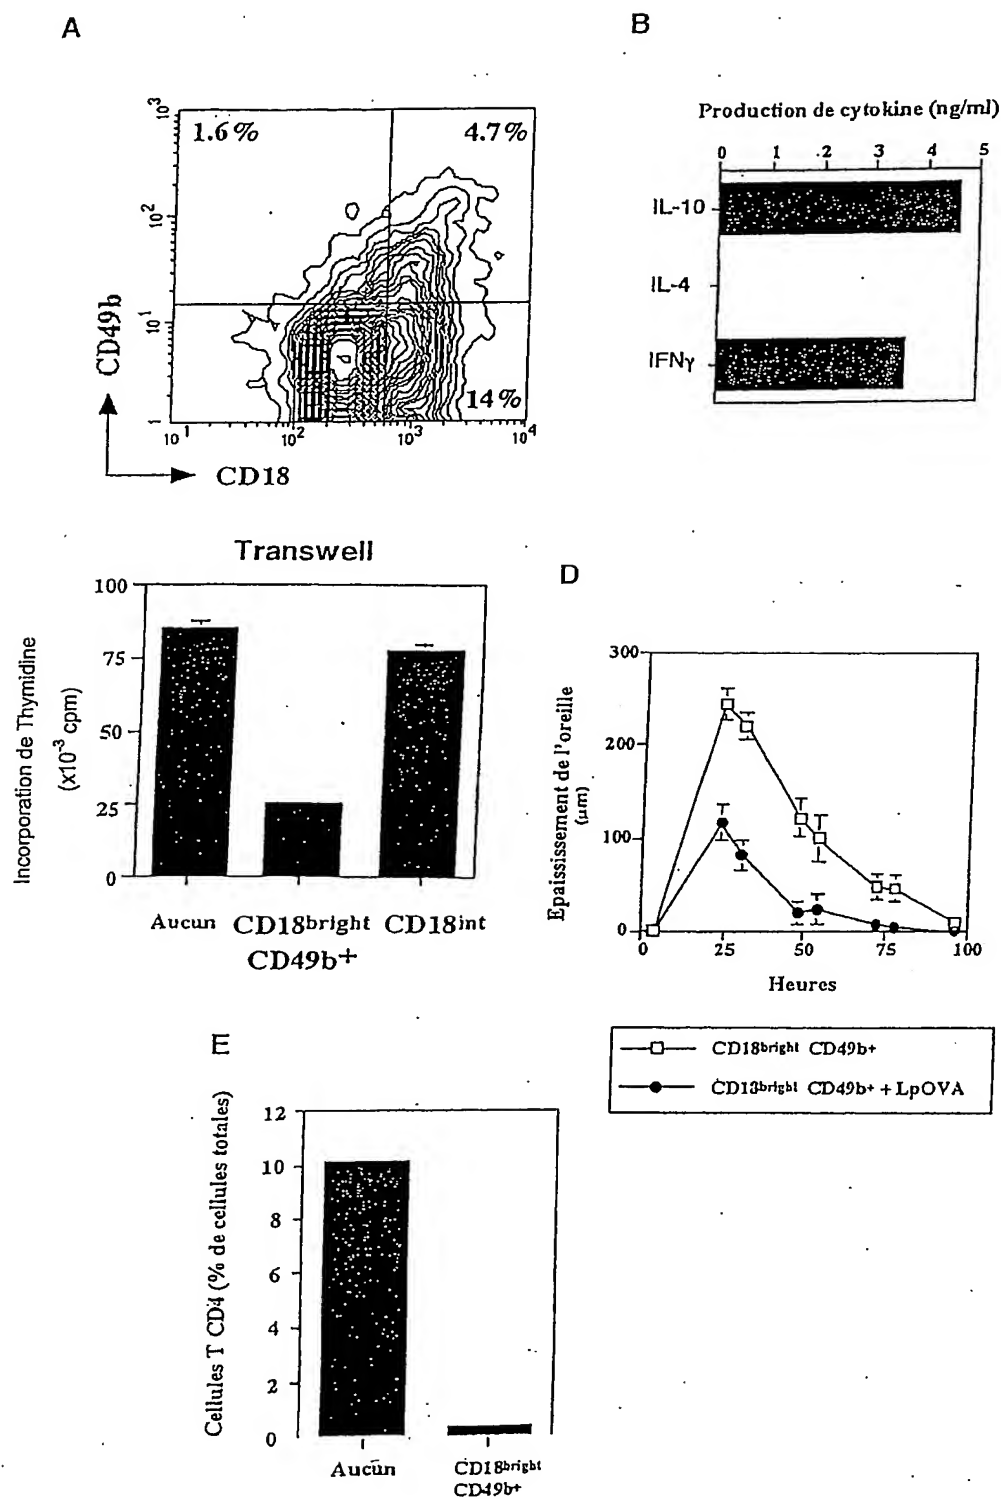 A
B
10³
1.6%
4.7%
10²
10¹
1
14%
CD49b
10¹ 10² 10³ 10⁴
CD18
Production de cytokine (ng/ml)
0 1 .2 3 4 5
IL-10
IL-4
IFNγ
Transwell
Incorporation de Thymidine
(x10⁻³ cpm)
100
75
50
25
0
Aucun CD18bright CD18int
CD49b+
D
Epaississement de l'oreille
(μm)
300
200
100
0
0 25 50 75 100
Heures
CD18bright CD49b+
CD18bright CD49b+ + LpOVA
E
Cellules T CD4 (% de cellules totales)
12
10
8
6
4
2
0
Aucun CD18bright
CD49b+